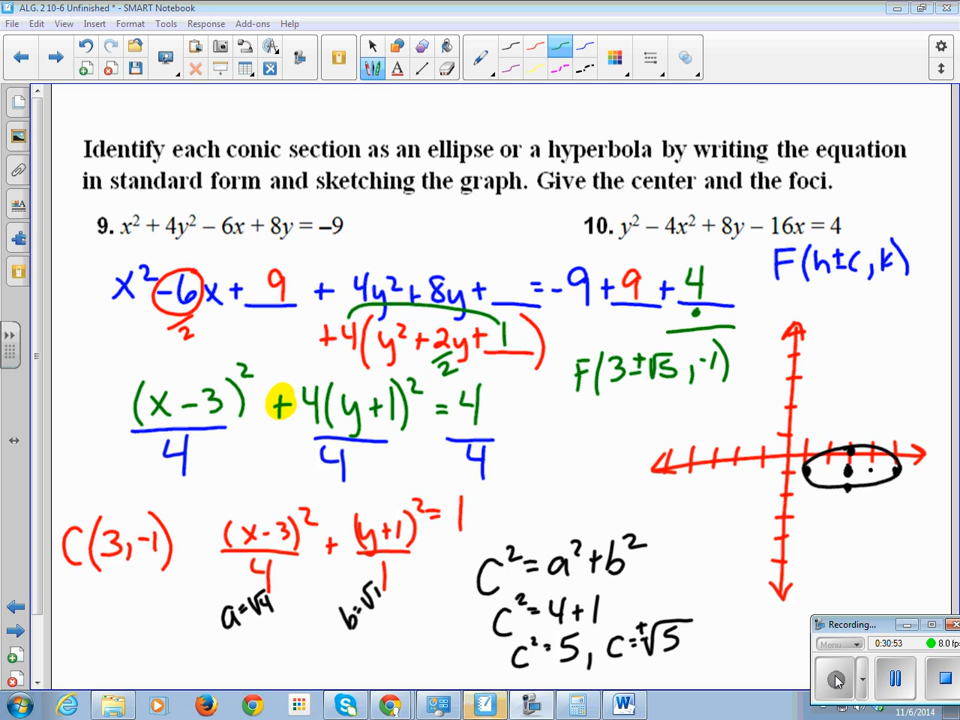 ALG. 2 10-6 Unfinished * - SMART Notebook
File Edit View Insert Format Tools Response Add-ons Help
Identify each conic section as an ellipse or a hyperbola by writing the equation
in standard form and sketching the graph. Give the center and the foci.
9. x² + 4y² – 6x + 8y = –9
10. y² – 4x² + 8y – 16x = 4
F(h±c, k)
x² - 6x + 9 + 4y² + 8y + __ = -9 + 9 + 4
2
+4(y² + 2y + 1)
2
F(3±√5, -1)
(x-3)² + 4(y+1)² = 4
4 4 4
C(3,-1)
(x-3)² + (y+1)² = 1
4 1
a=√4 b=√1
c² = a² + b²
c² = 4+1
c² = 5, c = ±√5
Recording...
Menu
0:30:53
8.0
11/6/2014